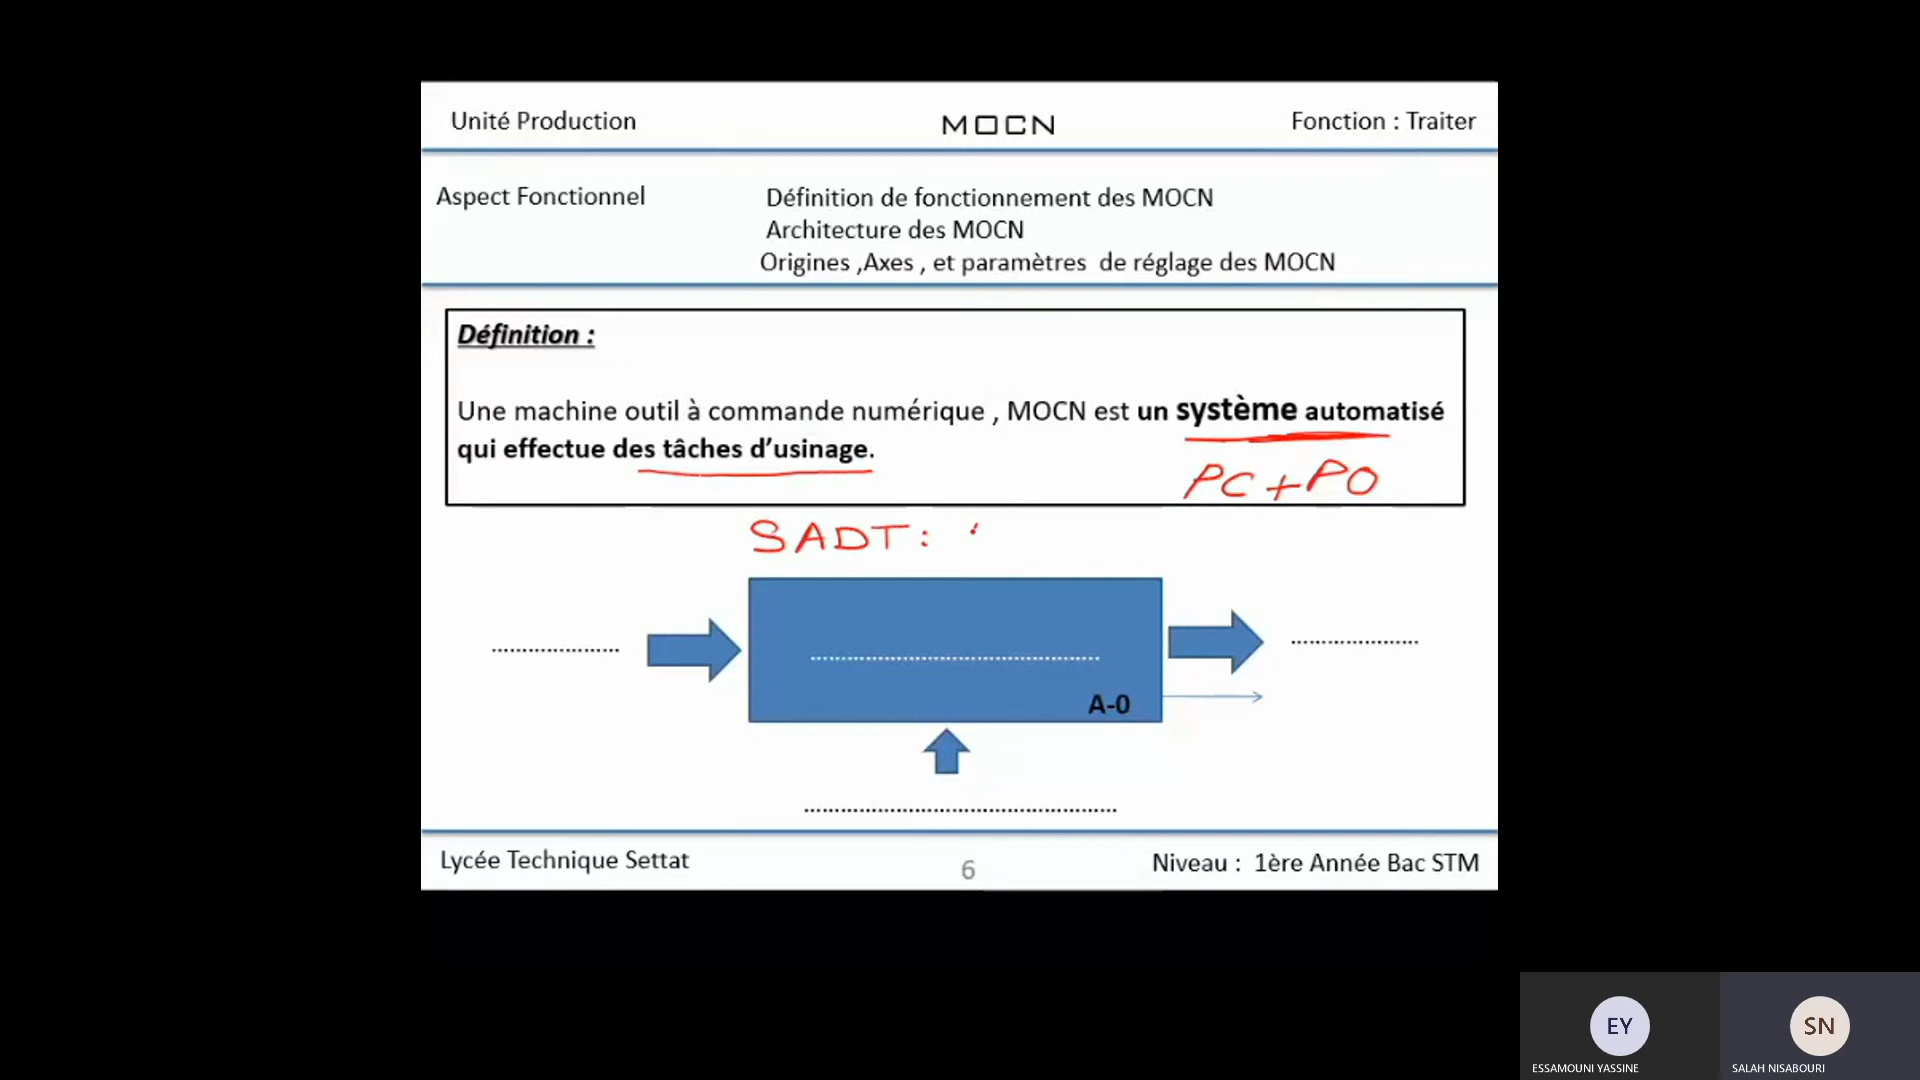 Unité Production
MOCN
Fonction : Traiter
Aspect Fonctionnel
Définition de fonctionnement des MOCN
Architecture des MOCN
Origines ,Axes , et paramètres  de réglage des MOCN
Définition :
Une machine outil à commande numérique , MOCN est un système automatisé
qui effectue des tâches d’usinage.
PC+PO
SADT:
A-0
Lycée Technique Settat
6
Niveau :  1ère Année Bac STM
EY
SN
ESSAMOUNI YASSINE
SALAH NISABOURI